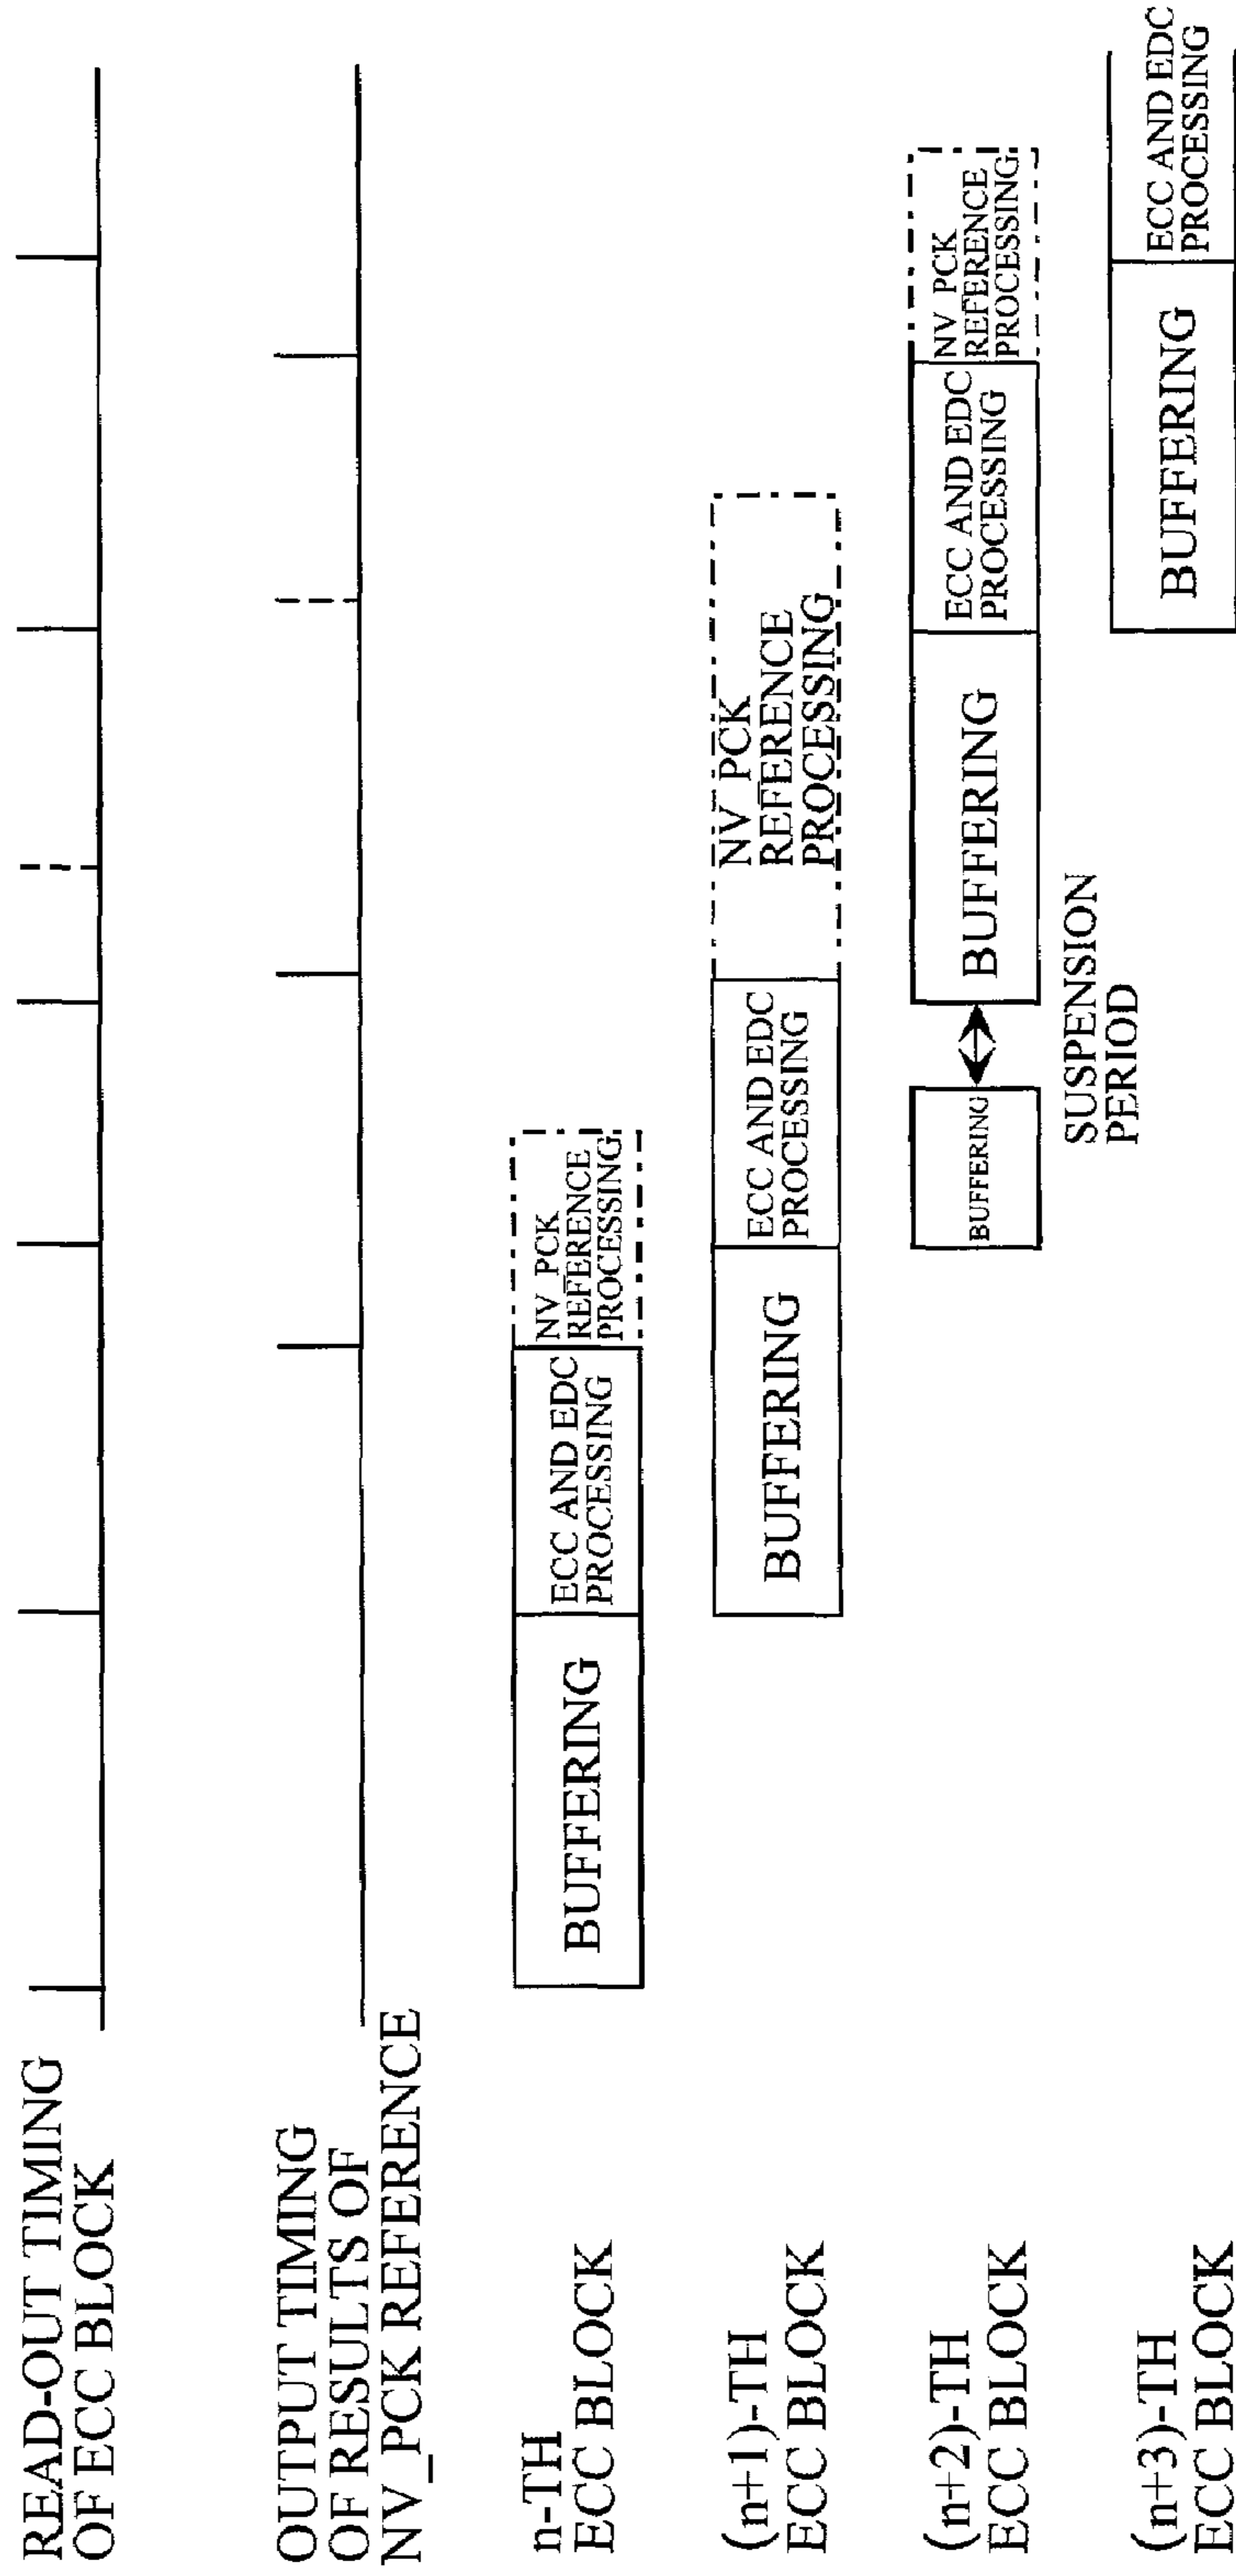 READ-OUT TIMING
OF ECC BLOCK
OUTPUT TIMING
OF RESULTS OF
NV_PCK REFERENCE
n-TH
ECC BLOCK
BUFFERING
ECC AND EDC
PROCESSING
NV_PCK
REFERENCE
PROCESSING
(n+1)-TH
ECC BLOCK
BUFFERING
ECC AND EDC
PROCESSING
NV_PCK
REFERENCE
PROCESSING
(n+2)-TH
ECC BLOCK
BUFFERING
BUFFERING
ECC AND EDC
PROCESSING
NV_PCK
REFERENCE
PROCESSING
SUSPENSION
PERIOD
(n+3)-TH
ECC BLOCK
BUFFERING
ECC AND EDC
PROCESSING